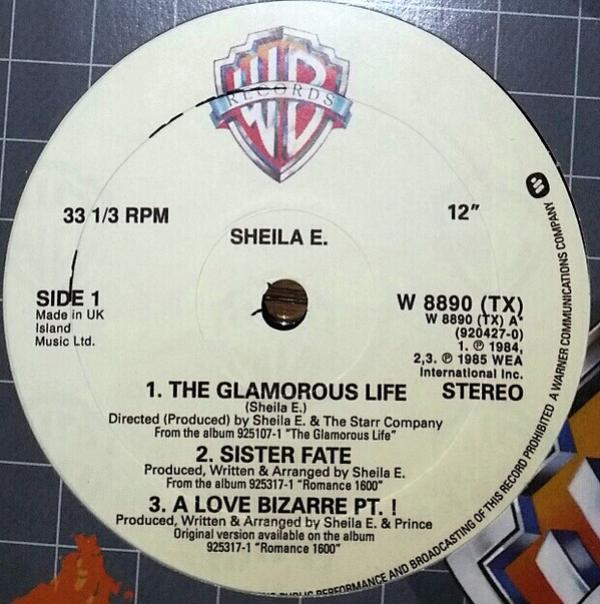 WB
RECORDS
33 1/3 RPM
12"
SHEILA E.
SIDE 1
Made in UK
Island
Music Ltd.
W 8890 (TX)
W 8890 (TX) A'
(920427-0)
1. ℗ 1984,
2,3. ℗ 1985 WEA
International Inc.
STEREO
1. THE GLAMOROUS LIFE
(Sheila E.)
Directed (Produced) by Sheila E. & The Starr Company
From the album 925107-1 "The Glamorous Life"
2. SISTER FATE
Produced, Written & Arranged by Sheila E.
From the album 925317-1 "Romance 1600"
3. A LOVE BIZARRE PT. !
Produced, Written & Arranged by Sheila E. & Prince
Original version available on the album
925317-1 "Romance 1600"
PUBLIC PERFORMANCE AND BROADCASTING OF THIS RECORD PROHIBITED A WARNER COMMUNICATIONS COMPANY